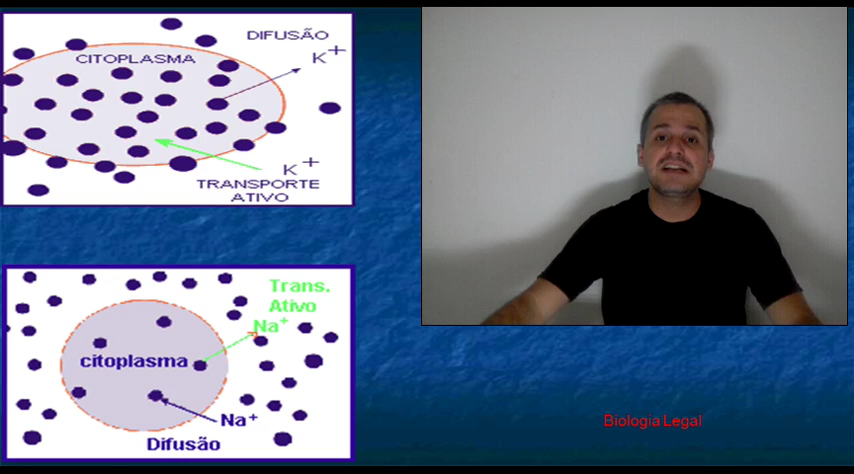 DIFUSÃO
K+
CITOPLASMA
K+
TRANSPORTE
ATIVO
Trans.
Ativo
Na+
citoplasma
Na+
Difusão
Biologia Legal